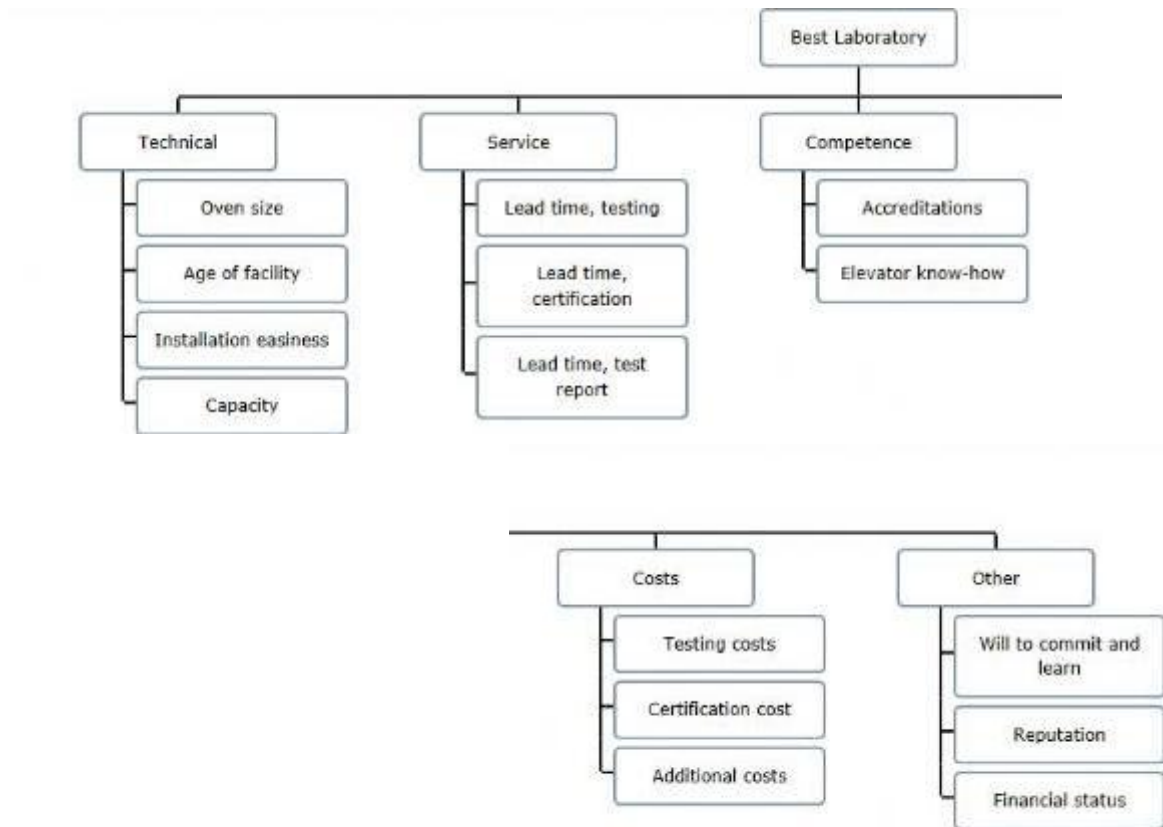 Best Laboratory
Technical
Service
Competence
Oven size
Lead time, testing
Accreditations
Age of facility
Lead time,
certification
Elevator know-how
Installation easiness
Lead time, test
report
Capacity
Costs
Other
Testing costs
Will to commit and
learn
Certification cost
Reputation
Additional costs
Financial status